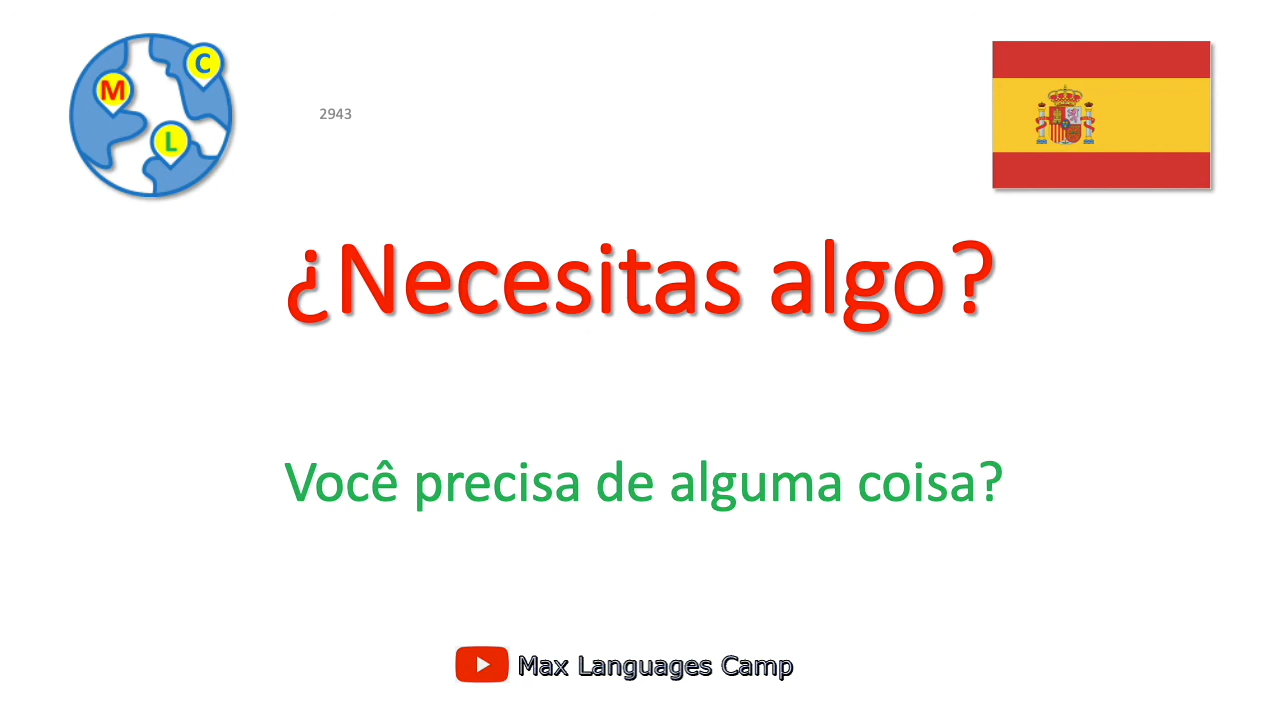 M
C
L
2943
¿Necesitas algo?
Você precisa de alguma coisa?
Max Languages Camp